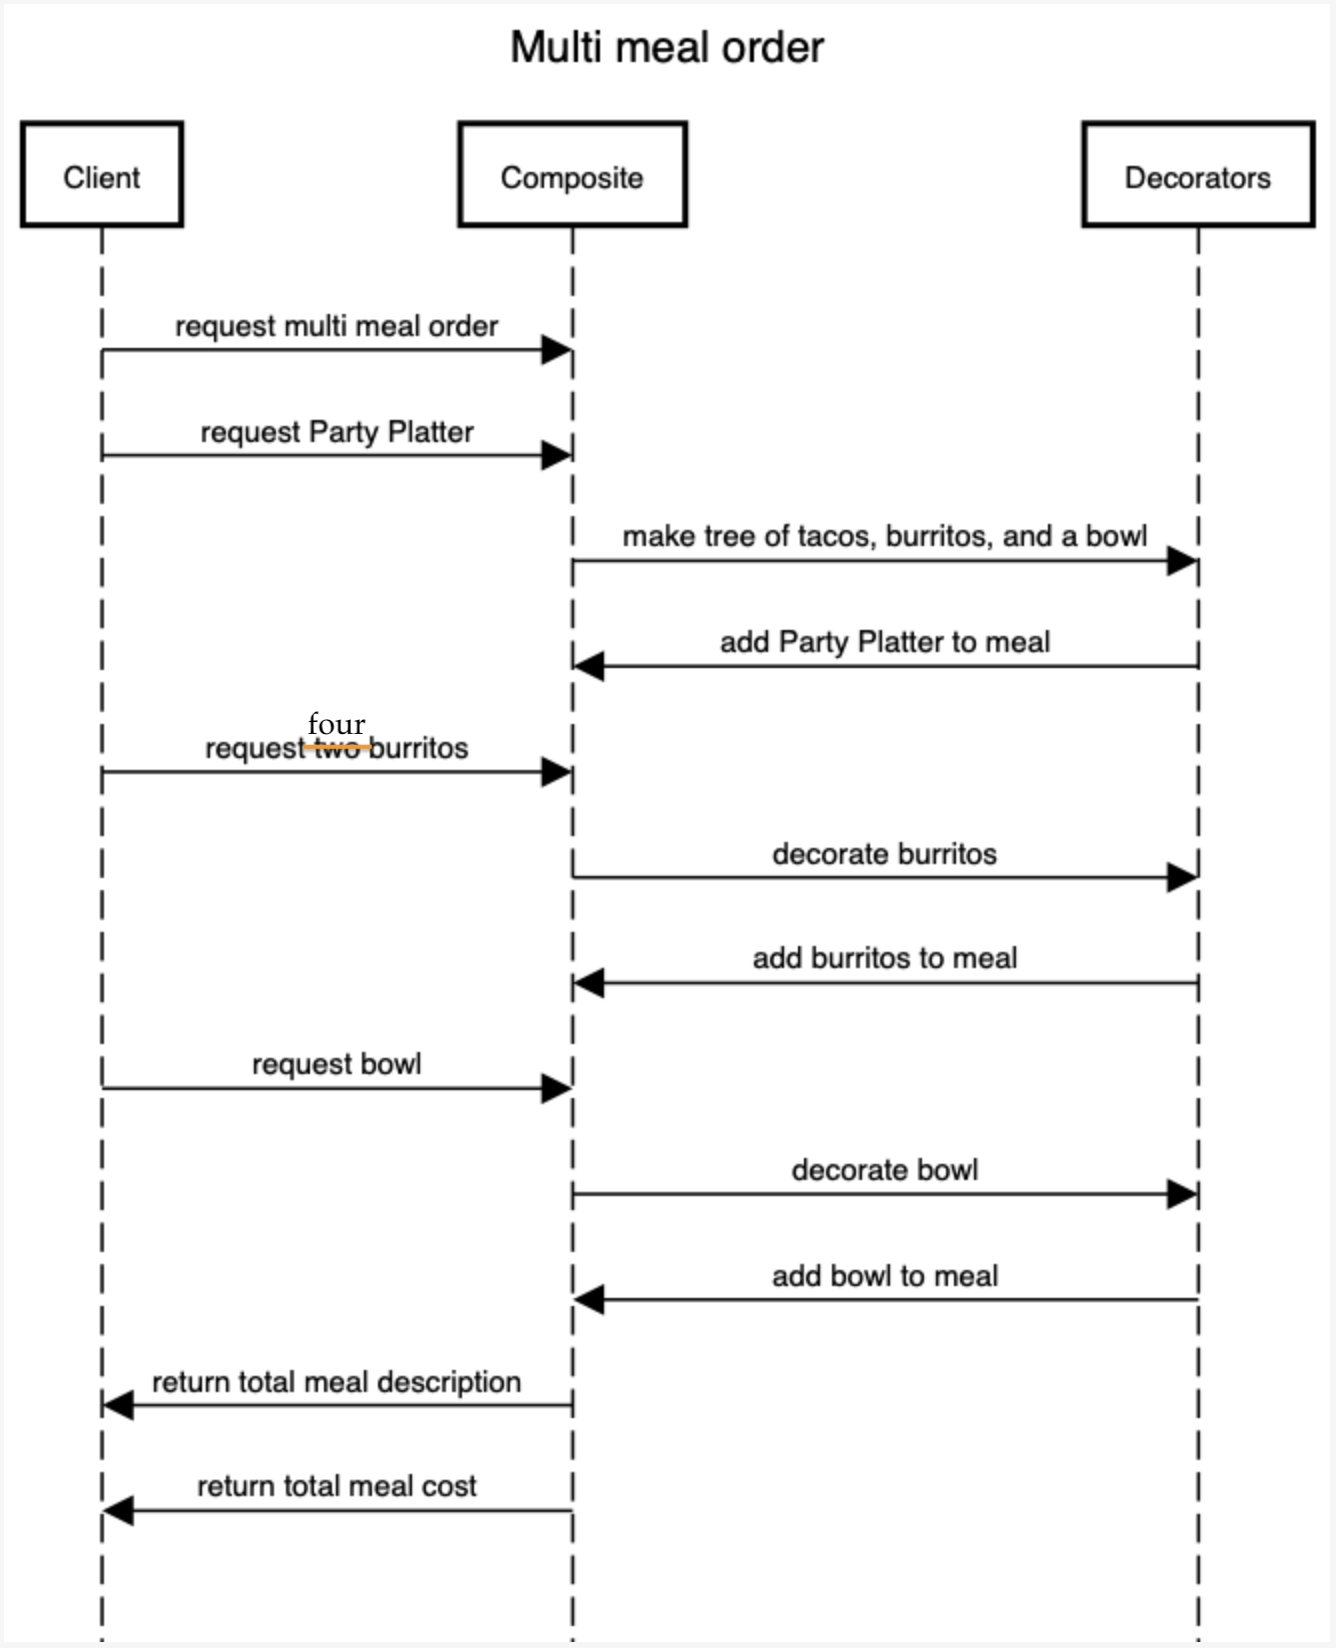 Multi meal order
Client
Composite
Decorators
request multi meal order
request Party Platter
make tree of tacos, burritos, and a bowl
add Party Platter to meal
four
request two burritos
decorate burritos
add burritos to meal
request bowl
decorate bowl
add bowl to meal
return total meal description
return total meal cost